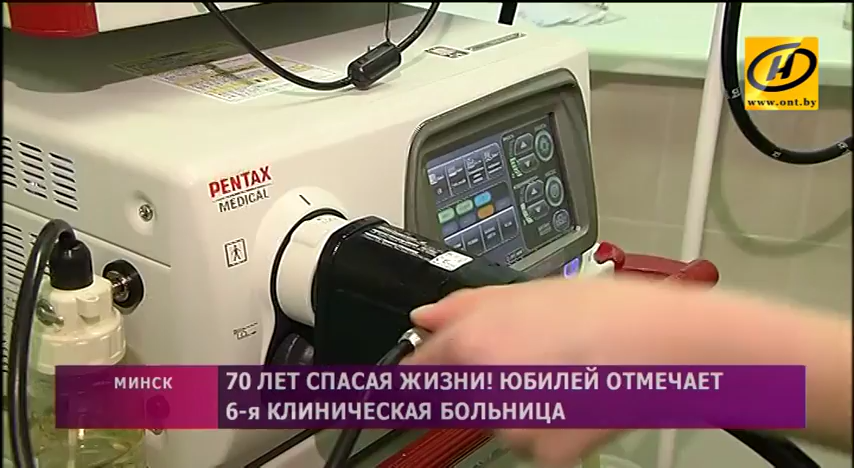 www.ont.by
PENTAX
MEDICAL
МИНСК
70 ЛЕТ СПАСАЯ ЖИЗНИ! ЮБИЛЕЙ ОТМЕЧАЕТ
6-я КЛИНИЧЕСКАЯ БОЛЬНИЦА